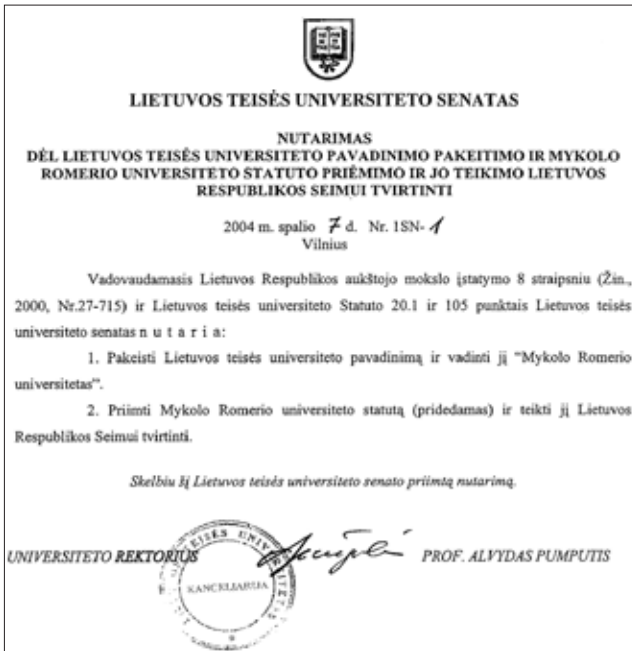 LIETUVOS TEISĖS UNIVERSITETO SENATAS
NUTARIMAS
DĖL LIETUVOS TEISĖS UNIVERSITETO PAVADINIMO PAKEITIMO IR MYKOLO
ROMERIO UNIVERSITETO STATUTO PRIĖMIMO IR JO TEIKIMO LIETUVOS
RESPUBLIKOS SEIMUI TVIRTINTI
2004 m. spalio 7 d. Nr. 1SN-1
Vilnius
Vadovaudamasis Lietuvos Respublikos aukštojo mokslo įstatymo 8 straipsniu (Žin.,
2000, Nr.27-715) ir Lietuvos teisės universiteto Statuto 20.1 ir 105 punktais Lietuvos teisės
universiteto senatas n u t a r i a:
1. Pakeisti Lietuvos teisės universiteto pavadinimą ir vadinti jį "Mykolo Romerio
universitetas".
2. Priimti Mykolo Romerio universiteto statutą (pridedamas) ir teikti jį Lietuvos
Respublikos Seimui tvirtinti.
Skelbiu šį Lietuvos teisės universiteto senato priimtą nutarimą.
UNIVERSITETO REKTORIUS PROF. ALVYDAS PUMPUTIS
TEISĖS
KANCELIARIJA